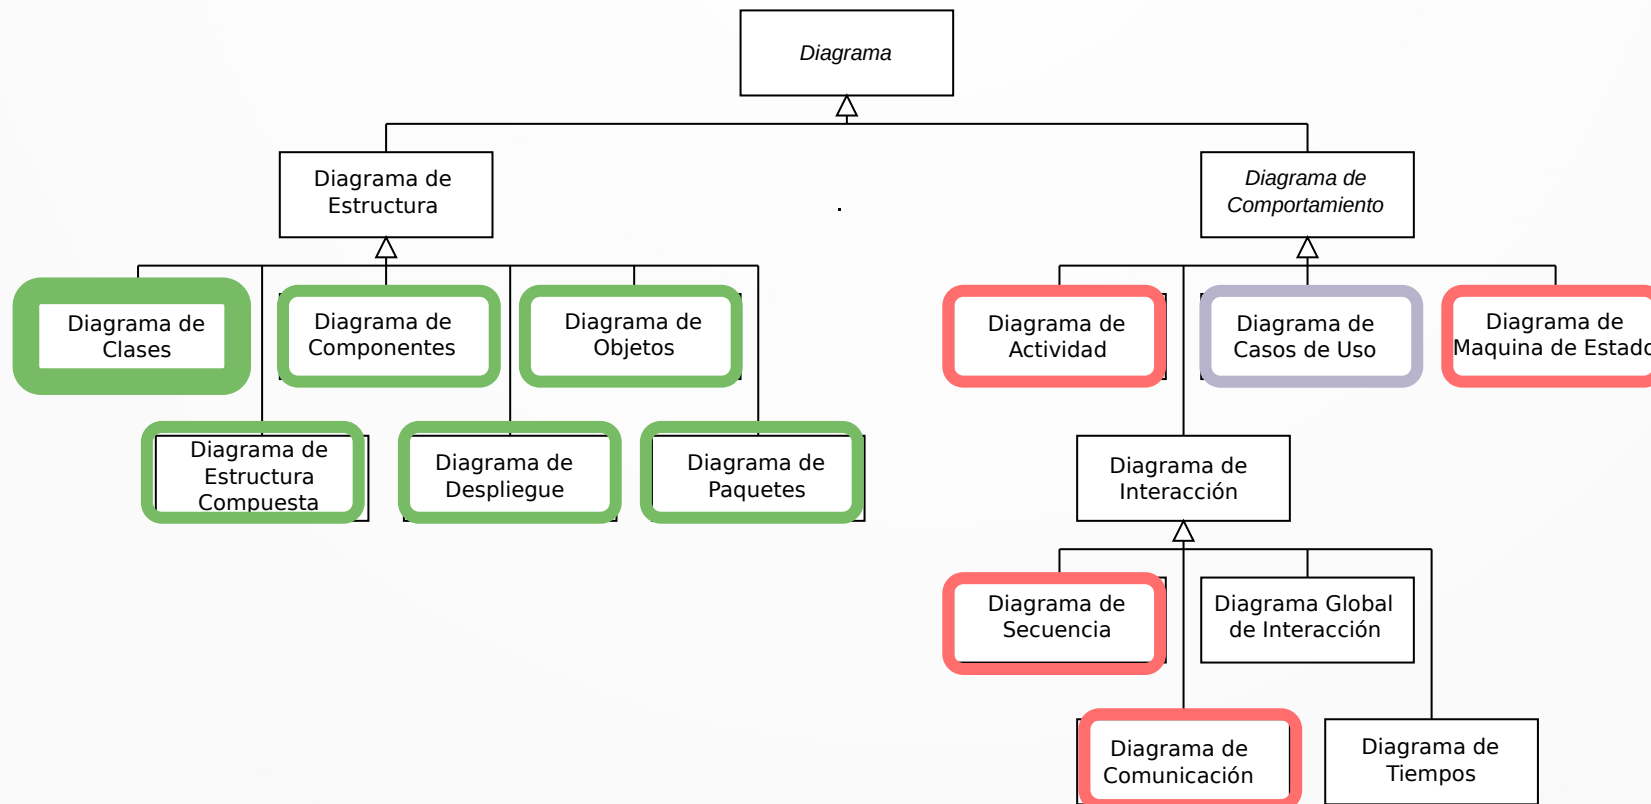 Diagrama
Diagrama de
Estructura
Diagrama de
Comportamiento
Diagrama de
Clases
Diagrama de
Componentes
Diagrama de
Objetos
Diagrama de
Actividad
Diagrama de
Casos de Uso
Diagrama de
Maquina de Estado
Diagrama de
Estructura
Compuesta
Diagrama de
Despliegue
Diagrama de
Paquetes
Diagrama de
Interacción
Diagrama de
Secuencia
Diagrama Global
de Interacción
Diagrama de
Comunicación
Diagrama de
Tiempos